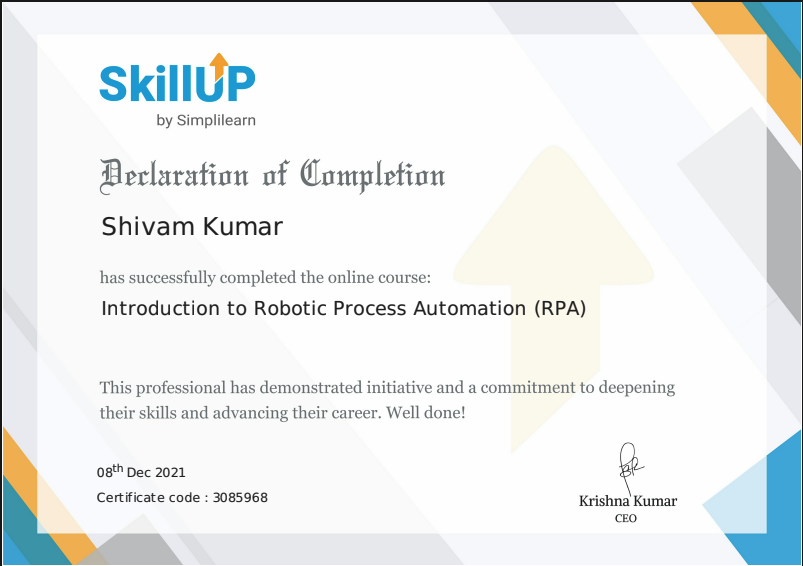 SkillUP
by Simplilearn
Declaration of Completion
Shivam Kumar
has successfully completed the online course:
Introduction to Robotic Process Automation (RPA)
This professional has demonstrated initiative and a commitment to deepening
their skills and advancing their career. Well done!
08th Dec 2021
Certificate code : 3085968
Krishna Kumar
CEO